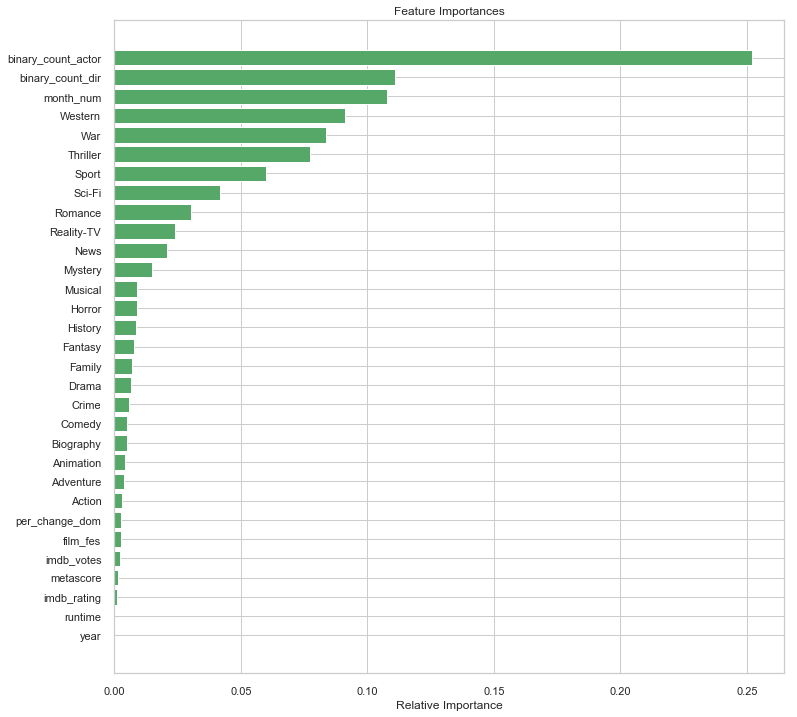 Feature Importances
binary_count_actor
binary_count_dir
month_num
Western
War
Thriller
Sport
Sci-Fi
Romance
Reality-TV
News
Mystery
Musical
Horror
History
Fantasy
Family
Drama
Crime
Comedy
Biography
Animation
Adventure
Action
per_change_dom
film_fes
imdb_votes
metascore
imdb_rating
runtime
year
0.00 0.05 0.10 0.15 0.20 0.25
Relative Importance